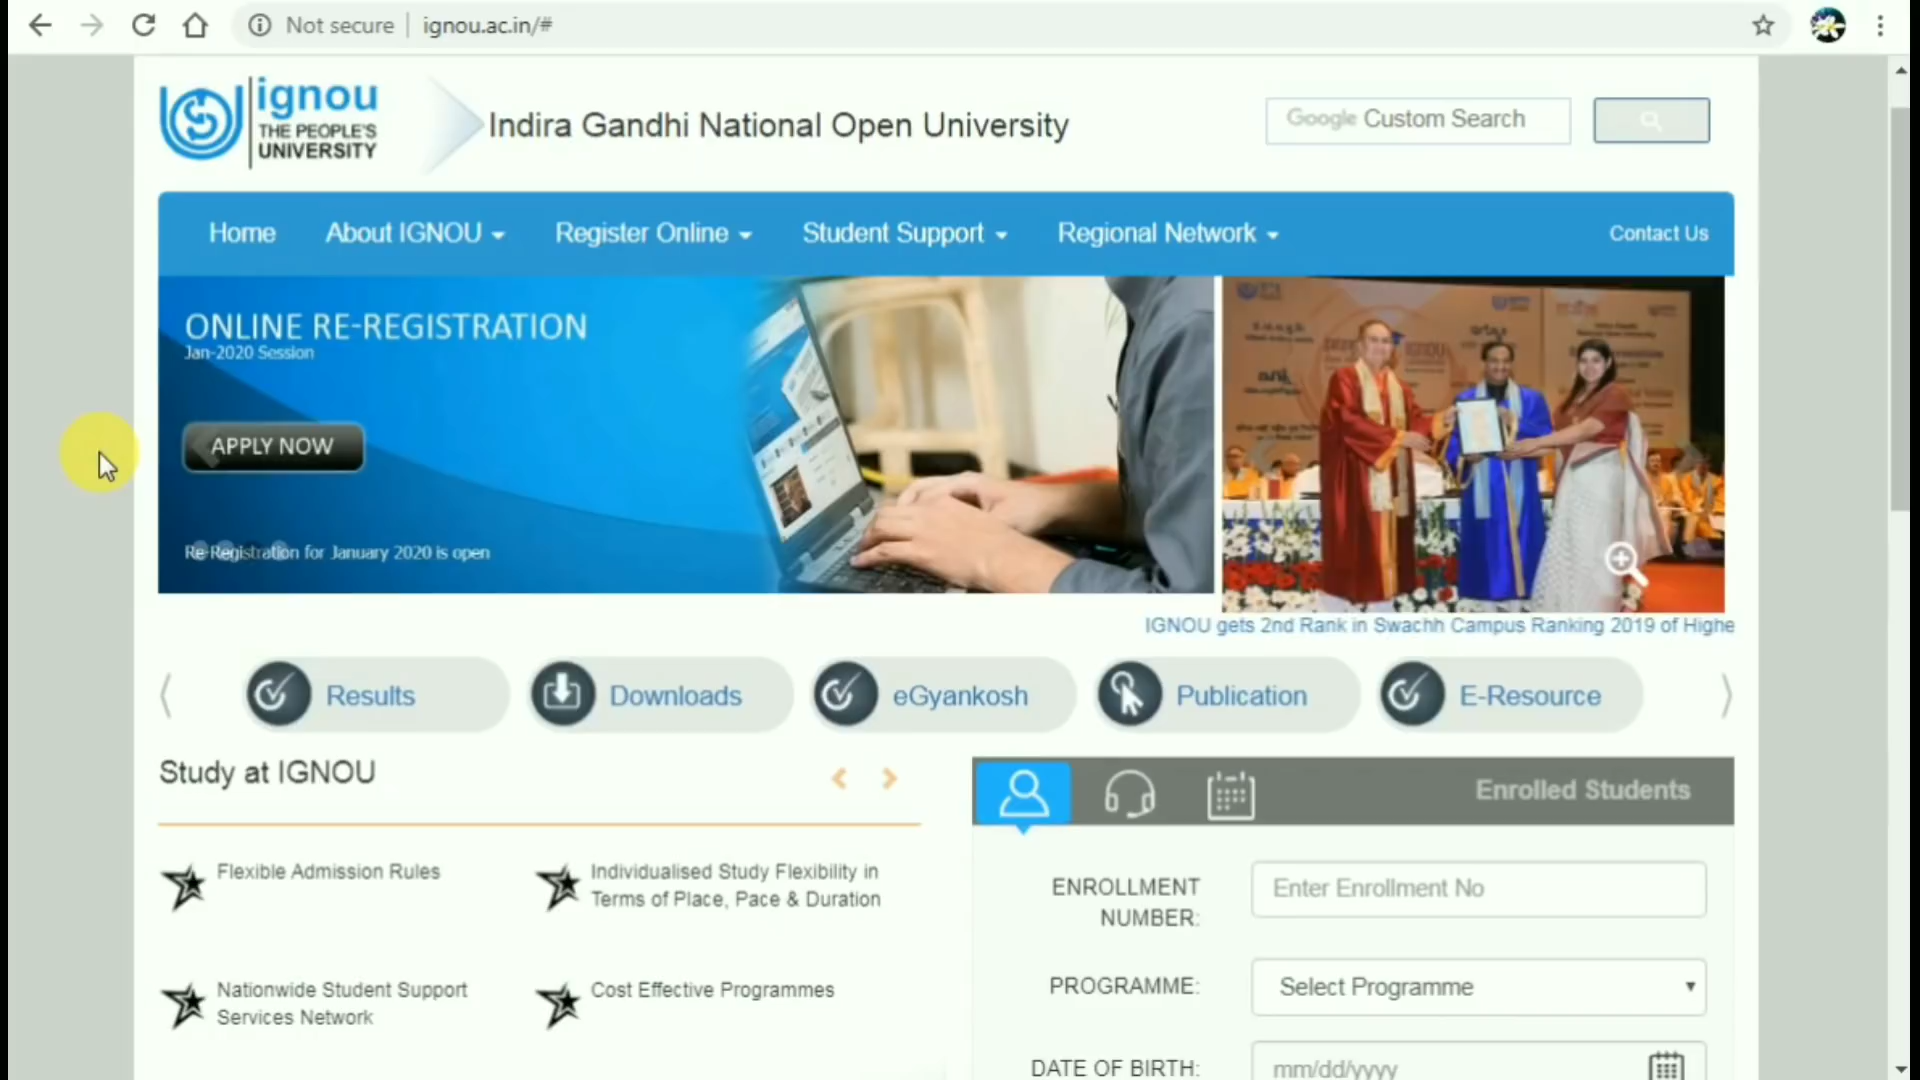 Not secure
ignou.ac.in/#
ignou
THE PEOPLE'S
UNIVERSITY
Indira Gandhi National Open University
Google Custom Search
Home
About IGNOU
Register Online
Student Support
Regional Network
Contact Us
ONLINE RE-REGISTRATION
Jan-2020 Session
APPLY NOW
Re-Registration for January 2020 is open
IGNOU gets 2nd Rank in Swachh Campus Ranking 2019 of Highe
Results
Downloads
eGyankosh
Publication
E-Resource
Study at IGNOU
Flexible Admission Rules
Individualised Study Flexibility in
Terms of Place, Pace & Duration
Nationwide Student Support
Services Network
Cost Effective Programmes
Enrolled Students
ENROLLMENT
NUMBER:
Enter Enrollment No
PROGRAMME:
Select Programme
DATE OF BIRTH:
mm/dd/yyyy